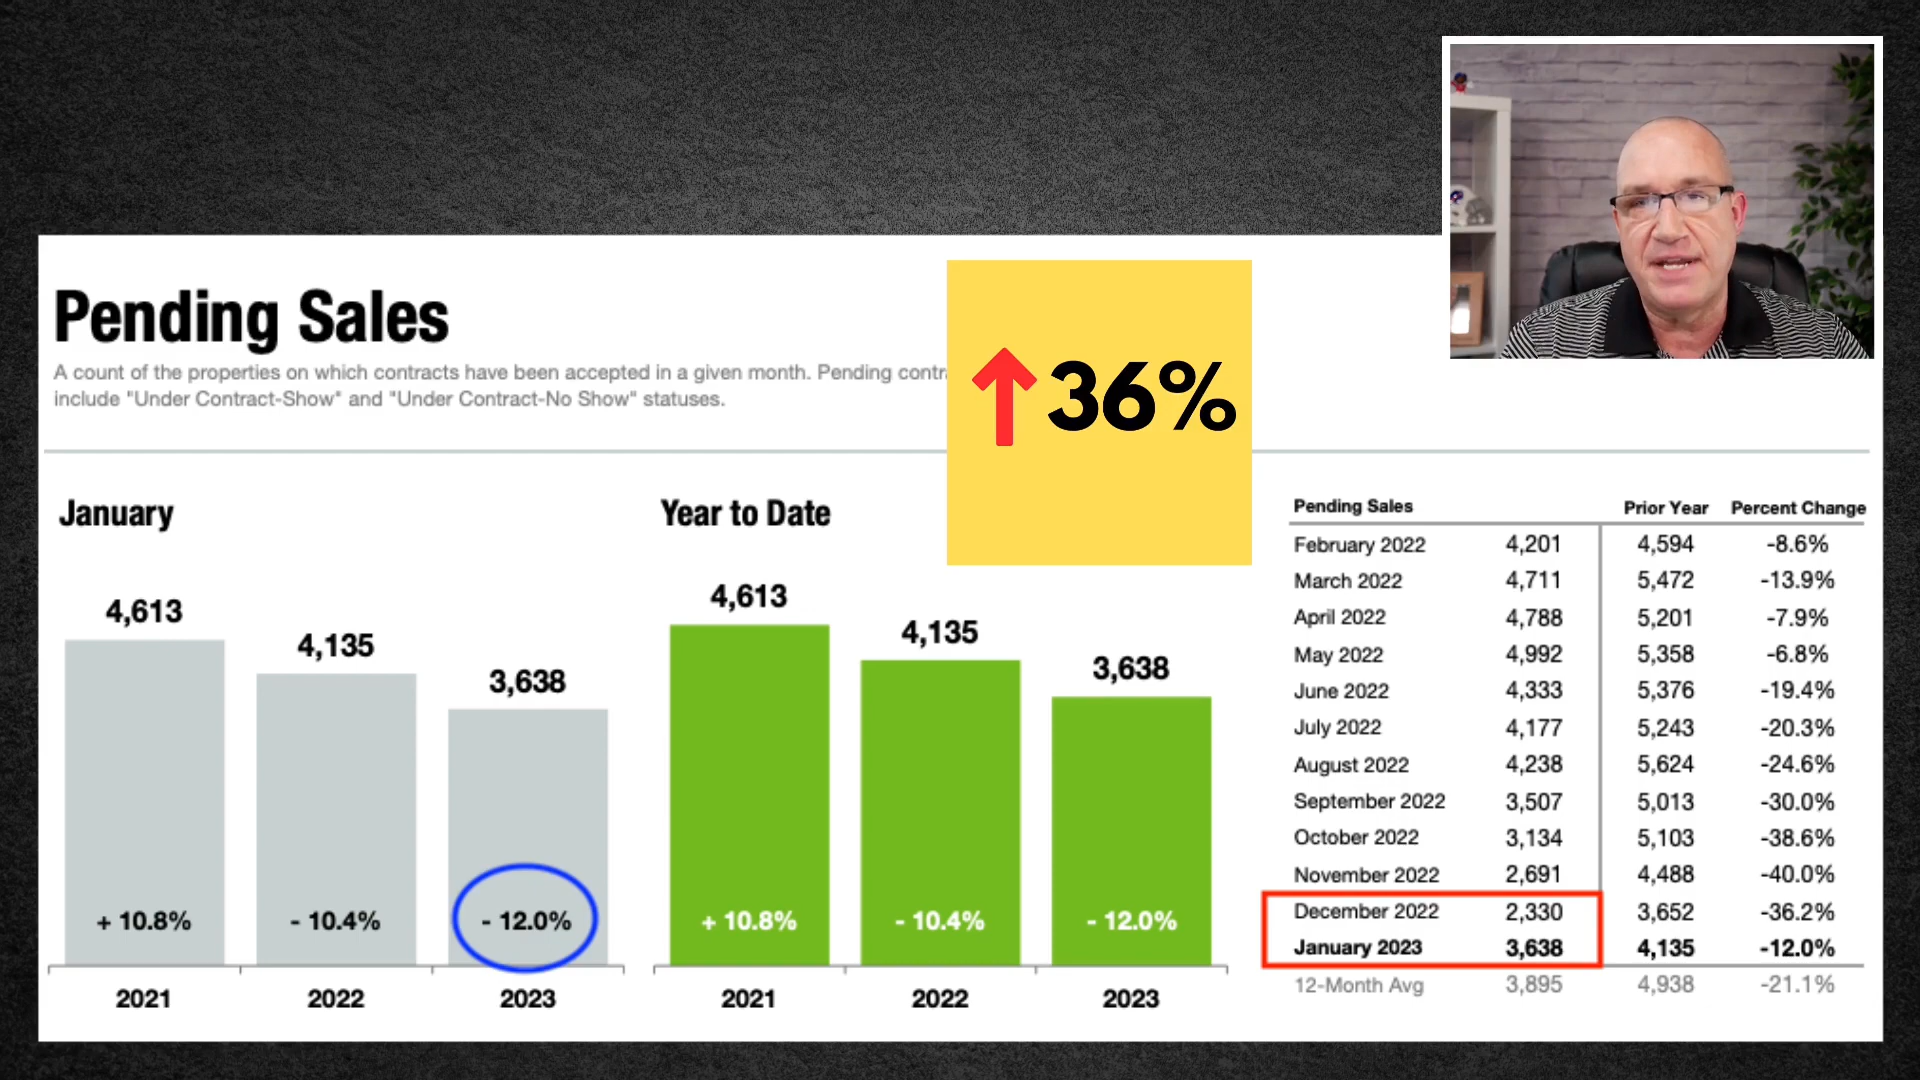 Pending Sales
A count of the properties on which contracts have been accepted in a given month. Pending
include "Under Contract-Show" and "Under Contract-No Show" statuses.
36%
January
4,613
4,135
3,638
+ 10.8%
- 10.4%
- 12.0%
2021
2022
2023
Year to Date
4,613
4,135
3,638
+ 10.8%
- 10.4%
- 12.0%
2021
2022
2023
Pending Sales Prior Year Percent Change
February 2022 4,201 4,594 -8.6%
March 2022 4,711 5,472 -13.9%
April 2022 4,788 5,201 -7.9%
May 2022 4,992 5,358 -6.8%
June 2022 4,333 5,376 -19.4%
July 2022 4,177 5,243 -20.3%
August 2022 4,238 5,624 -24.6%
September 2022 3,507 5,013 -30.0%
October 2022 3,134 5,103 -38.6%
November 2022 2,691 4,488 -40.0%
December 2022 2,330 3,652 -36.2%
January 2023 3,638 4,135 -12.0%
12-Month Avg 3,895 4,938 -21.1%